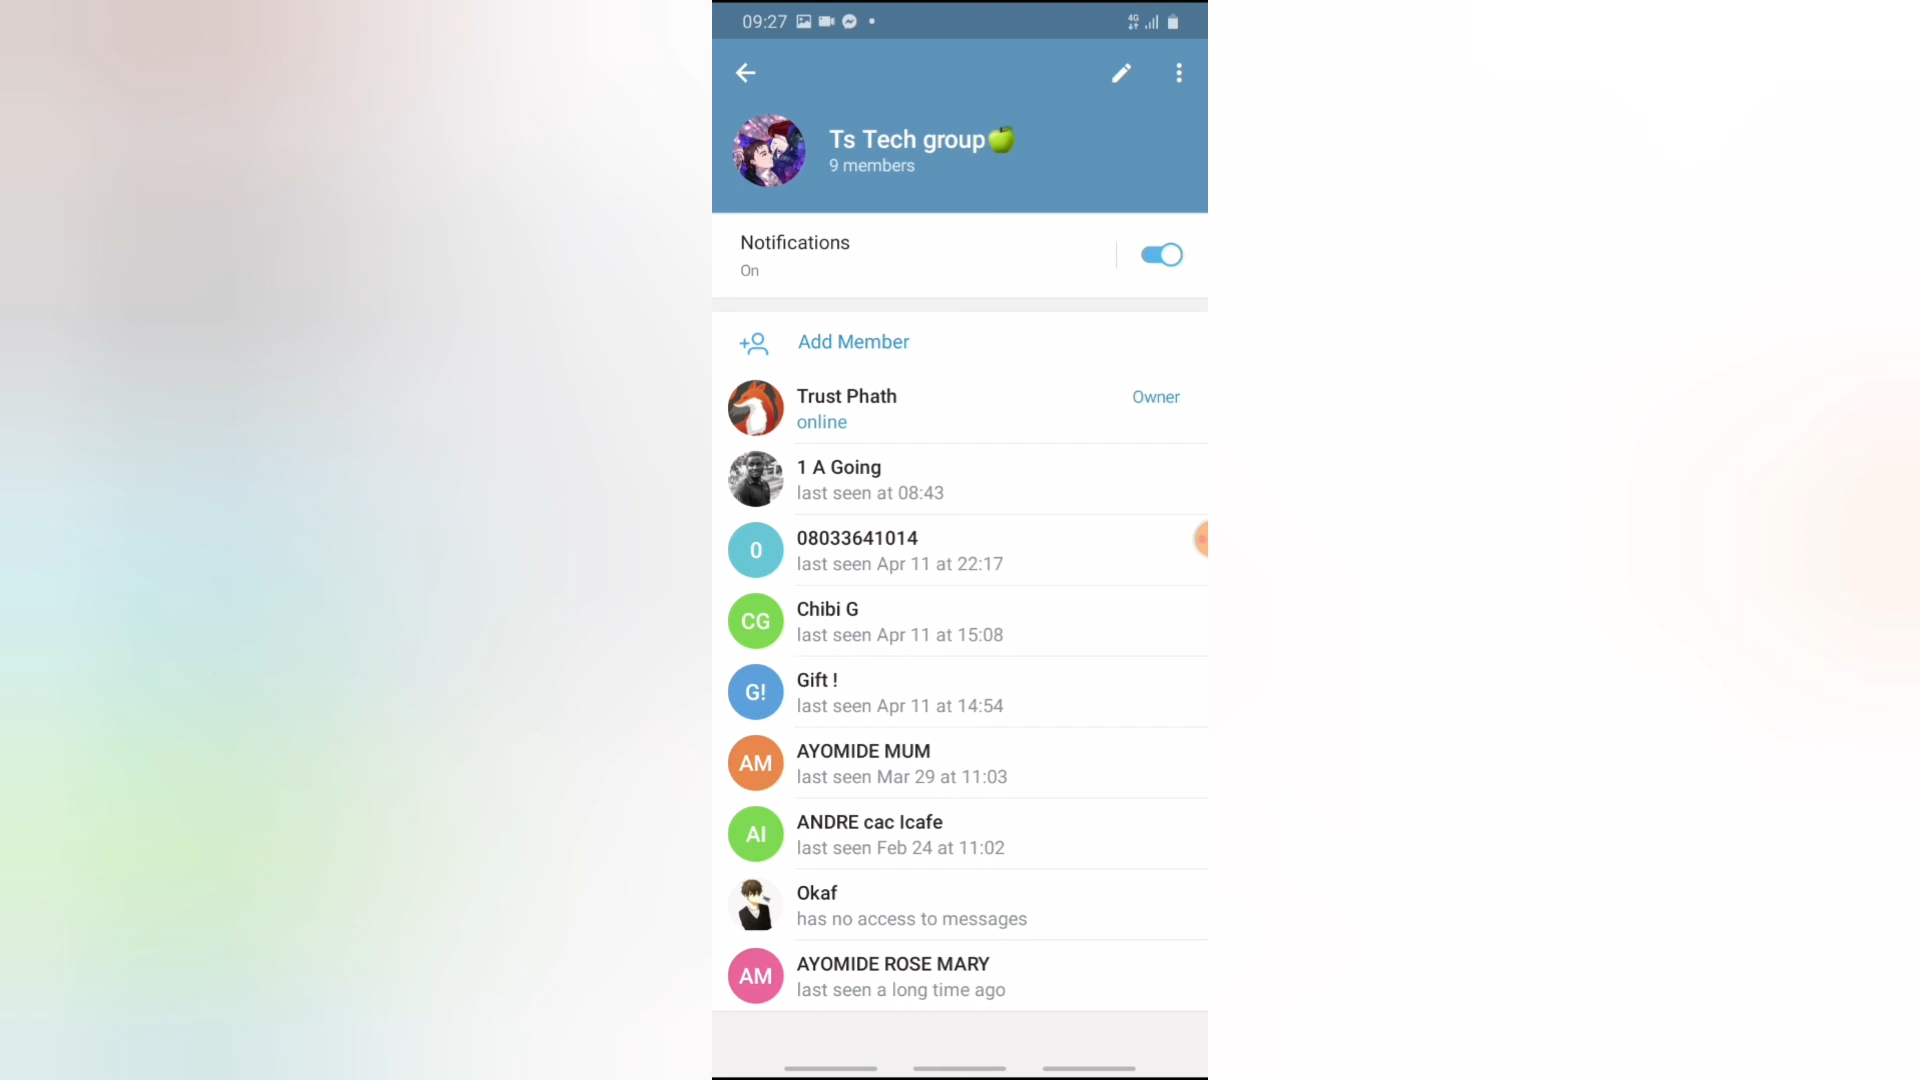 09:27
4G
Ts Tech group🍏
9 members
Notifications
On
Add Member
Trust Phath
Owner
online
1 A Going
last seen at 08:43
0
08033641014
last seen Apr 11 at 22:17
CG
Chibi G
last seen Apr 11 at 15:08
G!
Gift !
last seen Apr 11 at 14:54
AM
AYOMIDE MUM
last seen Mar 29 at 11:03
AI
ANDRE cac Icafe
last seen Feb 24 at 11:02
Okaf
has no access to messages
AM
AYOMIDE ROSE MARY
last seen a long time ago